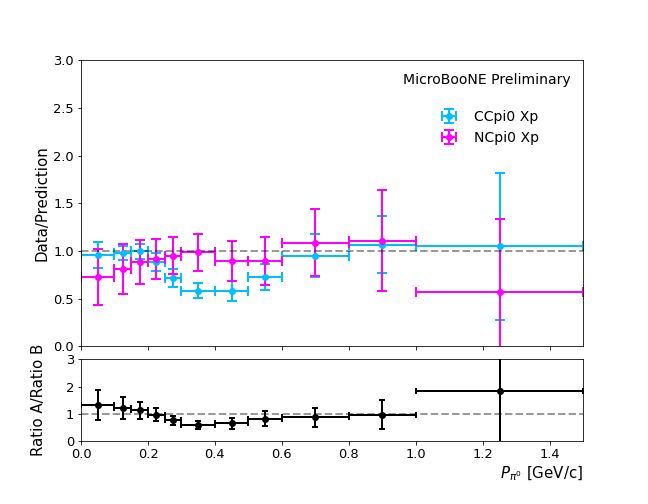 3.0
MicroBooNE Preliminary
2.5
CCpi0 Xp
NCpi0 Xp
2.0
1.5
1.0
0.5
0.0
Data/Prediction
3
2
1
0
Ratio A/Ratio B
0.0 0.2 0.4 0.6 0.8 1.0 1.2 1.4
P_{π⁰} [GeV/c]